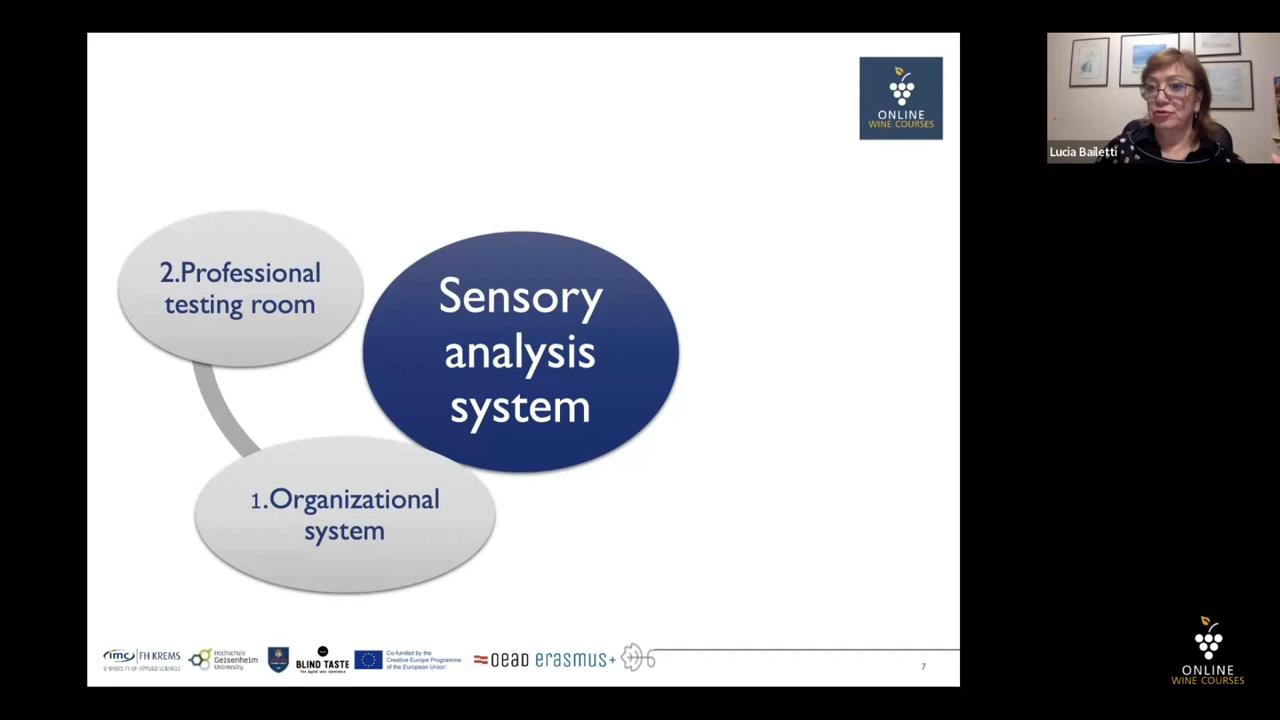 ONLINE
WINE COURSES
Lucia Bailetti
2.Professional
testing room
Sensory
analysis
system
1.Organizational
system
imc FH KREMS
UNIVERSITY OF APPLIED SCIENCES
Hochschule
Geisenheim
University
BLIND TASTE
Co-funded by the
Creative Europe Programme
of the European Union
OEAD erasmus+
7
ONLINE
WINE COURSES